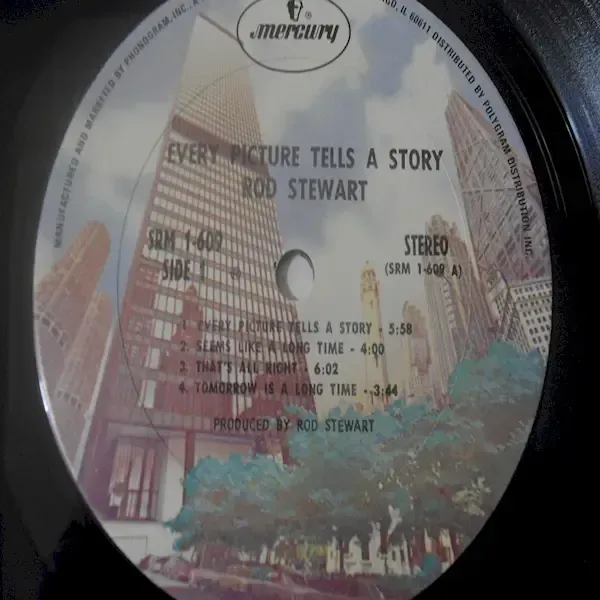 mercury ®
MANUFACTURED AND MARKETED BY PHONOGRAM, INC.
IL 60611 DISTRIBUTED BY POLYGRAM DISTRIBUTION INC.
EVERY PICTURE TELLS A STORY
ROD STEWART
SRM 1-609
SIDE 1
STEREO
(SRM 1-609 A)
1. EVERY PICTURE TELLS A STORY - 5:58
2. SEEMS LIKE A LONG TIME - 4:00
3. THAT'S ALL RIGHT - 6:02
4. TOMORROW IS A LONG TIME - 3:44
PRODUCED BY ROD STEWART